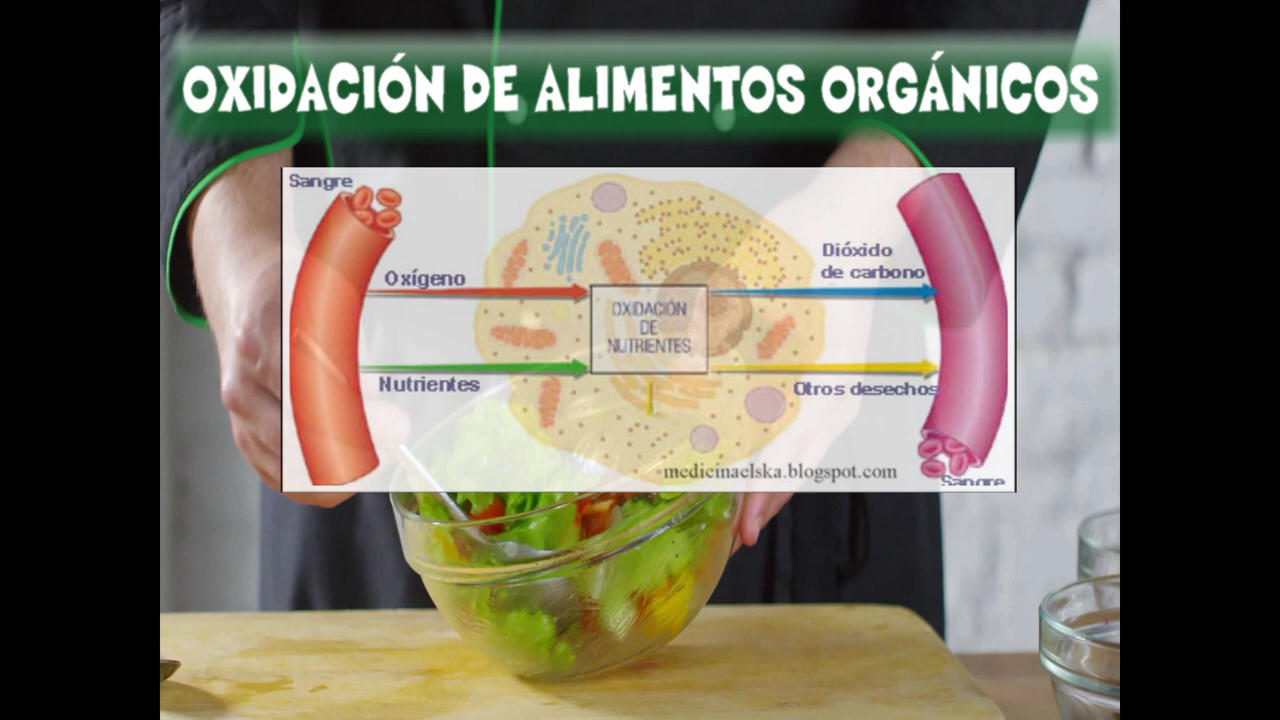 OXIDACIÓN DE ALIMENTOS ORGÁNICOS
Sangre
Oxígeno
Nutrientes
OXIDACIÓN
DE
NUTRIENTES
Dióxido
de carbono
Otros desechos
medicinaelska.blogspot.com
Sangre